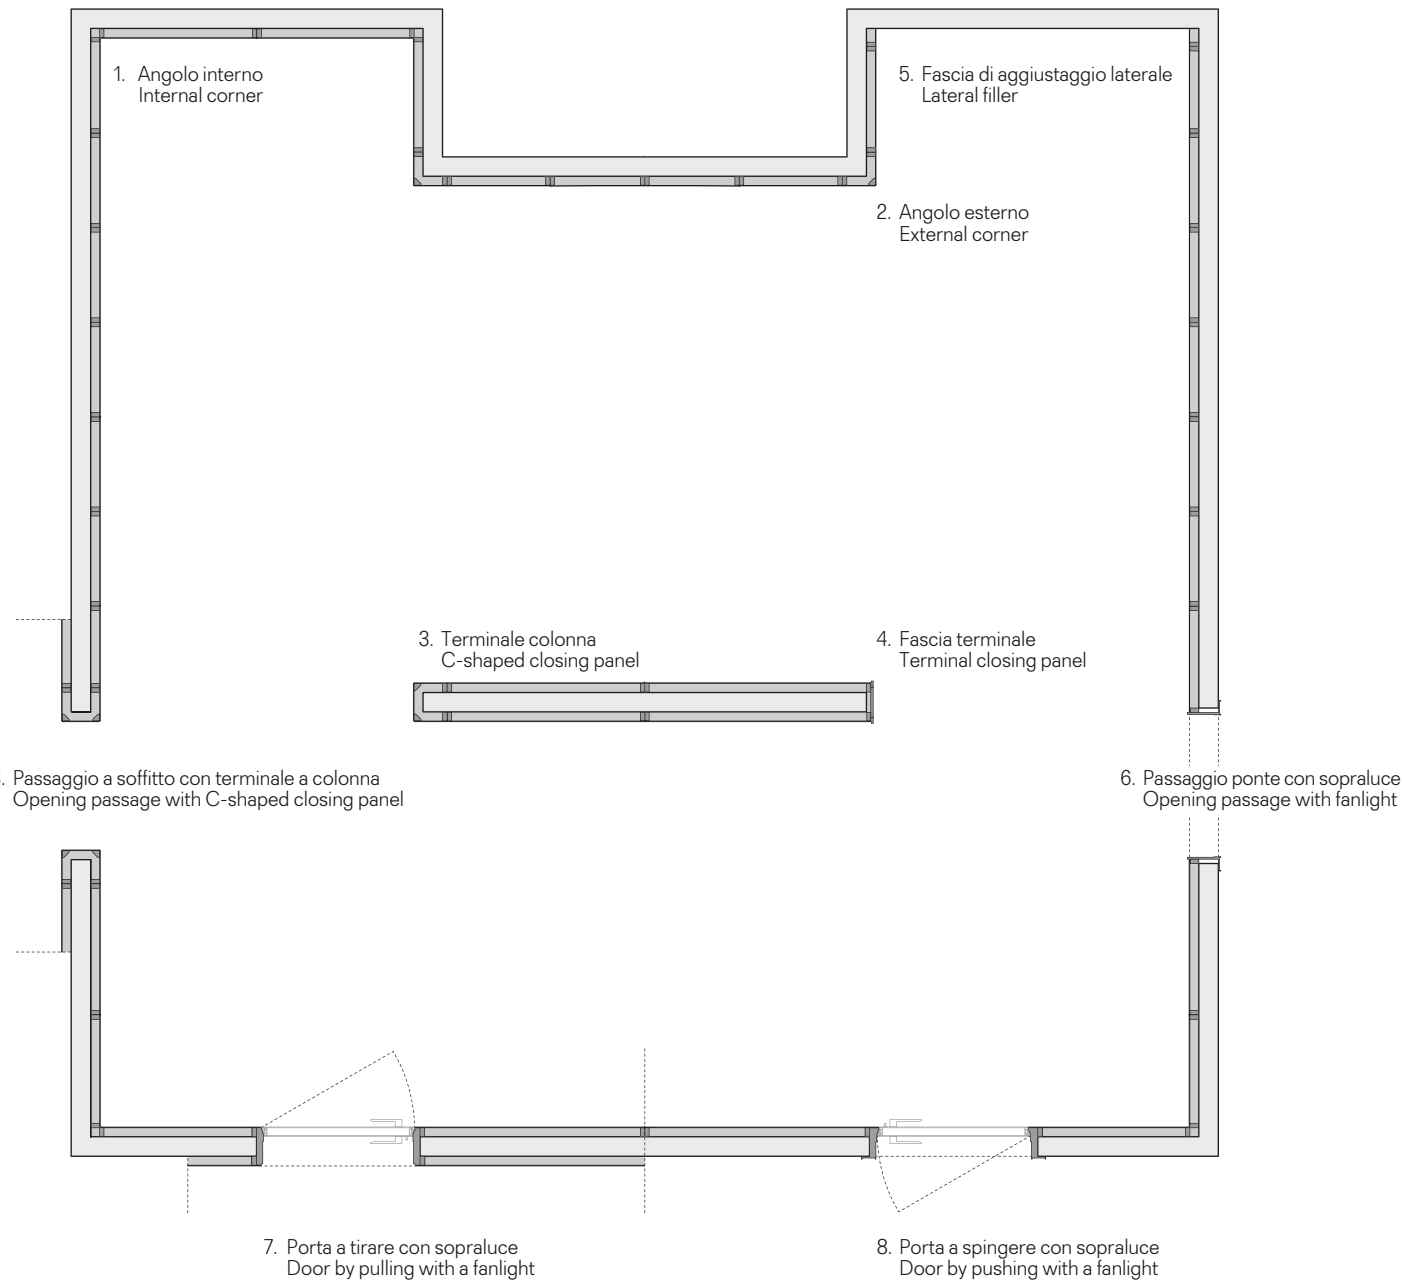 1. Angolo interno
Internal corner
5. Fascia di aggiustaggio laterale
Lateral filler
2. Angolo esterno
External corner
3. Terminale colonna
C-shaped closing panel
4. Fascia terminale
Terminal closing panel
. Passaggio a soffitto con terminale a colonna
Opening passage with C-shaped closing panel
6. Passaggio ponte con sopraluce
Opening passage with fanlight
7. Porta a tirare con sopraluce
Door by pulling with a fanlight
8. Porta a spingere con sopraluce
Door by pushing with a fanlight